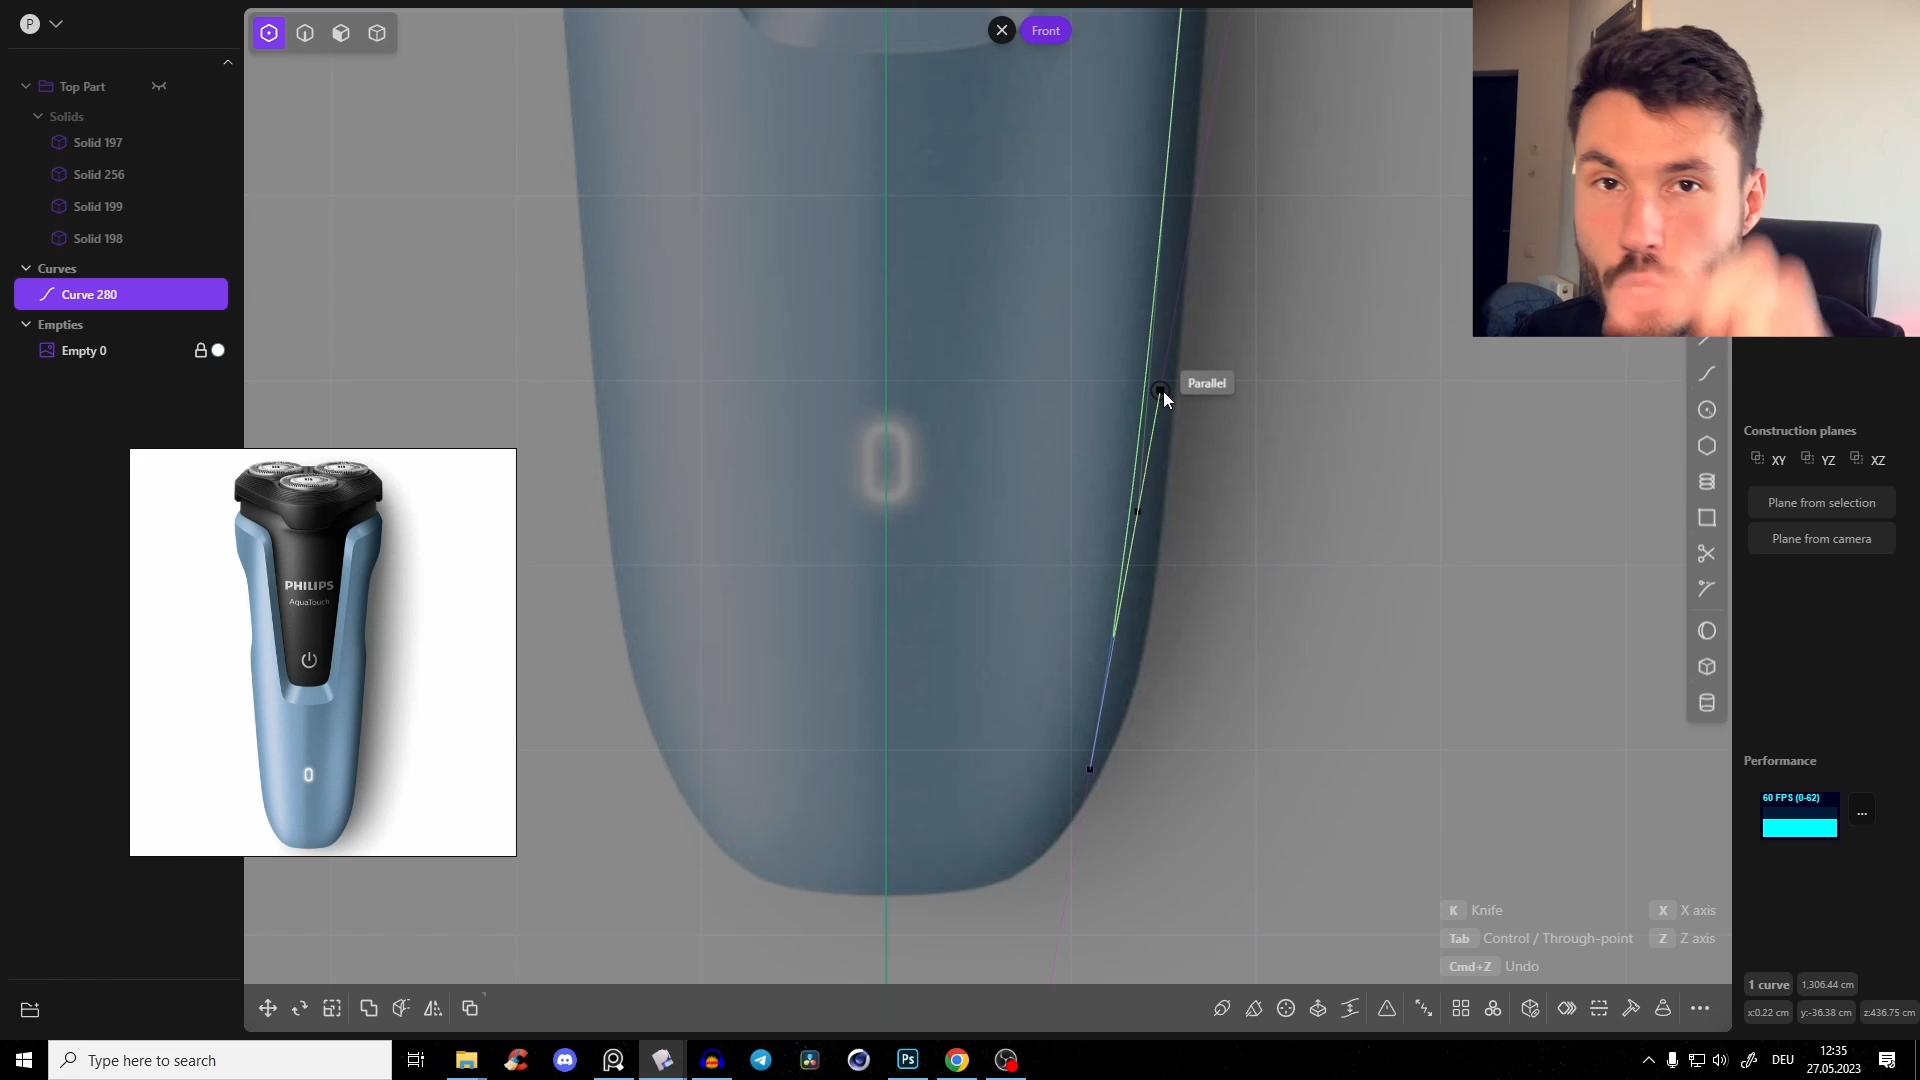 P
Front
Top Part
Solids
Solid 197
Solid 256
Solid 199
Solid 198
Curves
Curve 280
Empties
Empty 0
Parallel
0
PHILIPS
AquaTouch
0
Construction planes
XY
YZ
XZ
Plane from selection
Plane from camera
Performance
60 FPS (0-62)
...
K Knife
X X axis
Tab Control / Through-point
Z Z axis
Cmd+Z Undo
1 curve
1,306.44 cm
x:0.22 cm
y:-36.38 cm
z:436.75 cm
Type here to search
Ps
DEU
12:35
27.05.2023